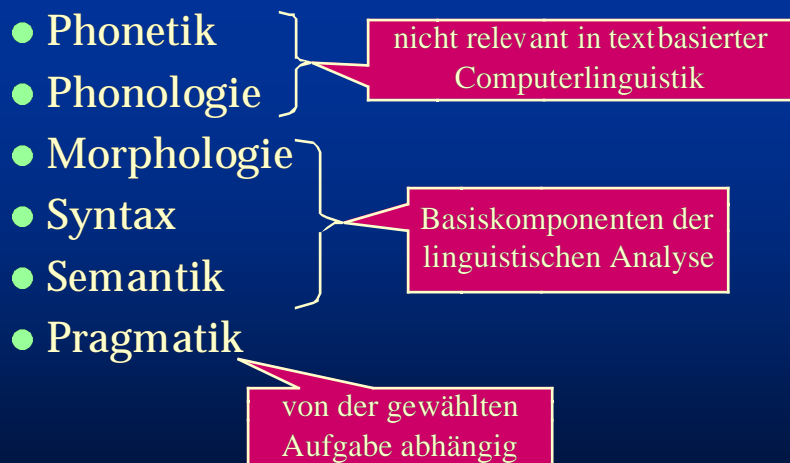 Phonetik
nicht relevant in textbasierter
Computerlinguistik
Phonologie
Morphologie
Syntax
Basiskomponenten der
linguistischen Analyse
Semantik
Pragmatik
von der gewählten
Aufgabe abhängig